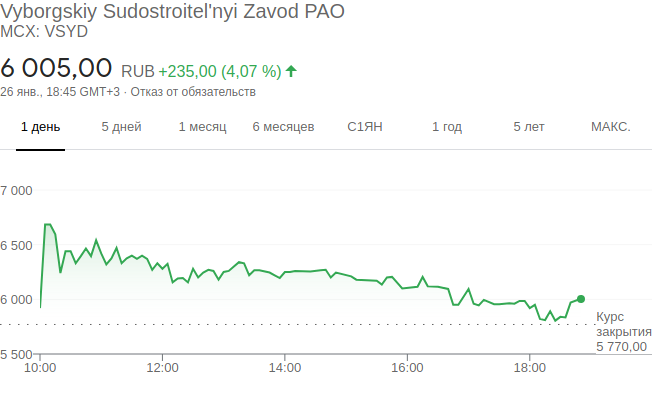 Vyborgskiy Sudostroitel'nyi Zavod PAO
MCX: VSYD
6 005,00 RUB +235,00 (4,07 %)
26 янв., 18:45 GMT+3 · Отказ от обязательств
1 день 5 дней 1 месяц 6 месяцев С1ЯН 1 год 5 лет МАКС.
7 000
6 500
6 000
Курс
закрытия
5 770,00
5 500
10:00 12:00 14:00 16:00 18:00